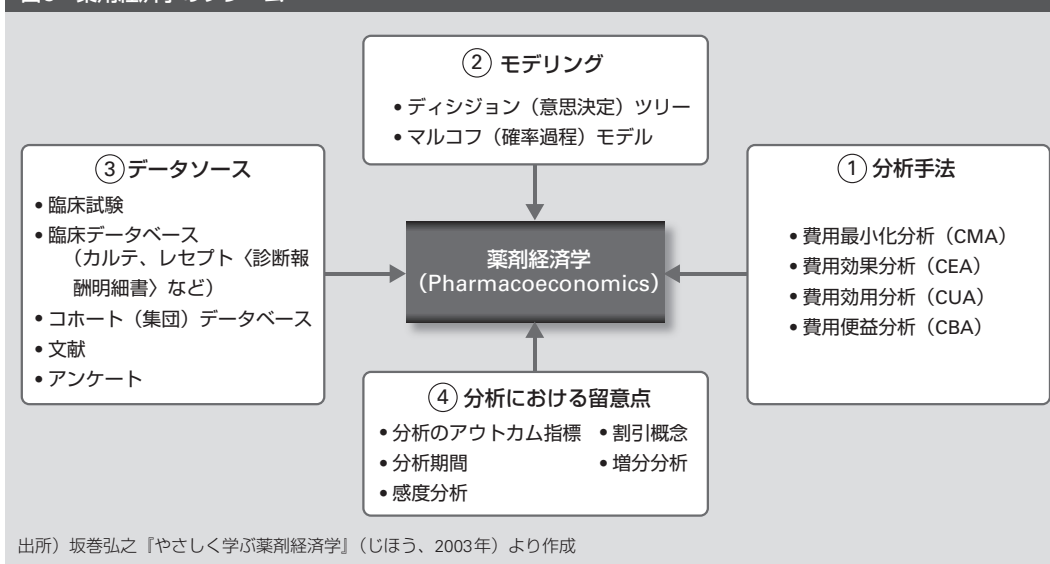 ② モデリング
• ディシジョン（意思決定）ツリー
• マルコフ（確率過程）モデル
③ データソース
• 臨床試験
• 臨床データベース
（カルテ、レセプト〈診断報
酬明細書〉など）
• コホート（集団）データベース
• 文献
• アンケート
① 分析手法
• 費用最小化分析（CMA）
• 費用効果分析（CEA）
• 費用効用分析（CUA）
• 費用便益分析（CBA）
薬剤経済学
（Pharmacoeconomics）
④ 分析における留意点
• 分析のアウトカム指標 • 割引概念
• 分析期間 • 増分分析
• 感度分析
出所）坂巻弘之『やさしく学ぶ薬剤経済学』（じほう、2003年）より作成